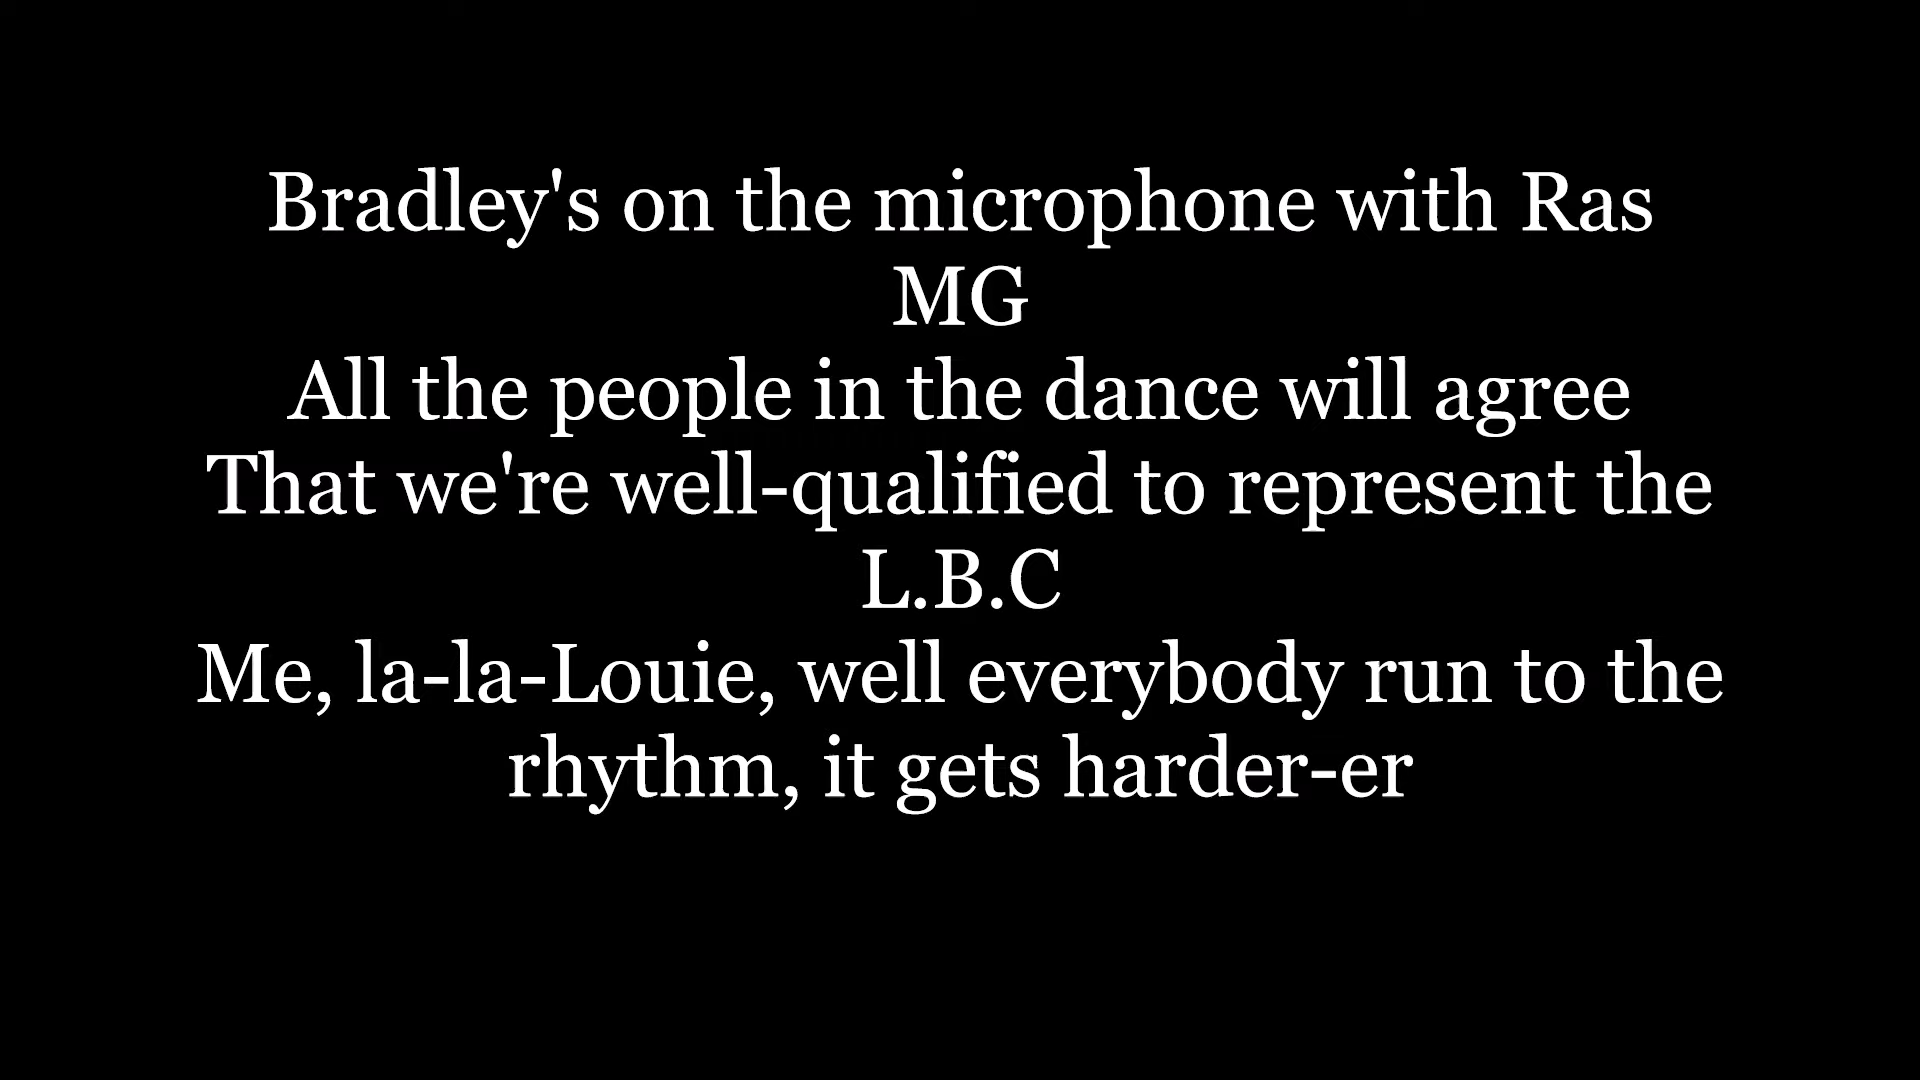 Bradley's on the microphone with Ras
MG
All the people in the dance will agree
That we're well-qualified to represent the
L.B.C
Me, la-la-Louie, well everybody run to the
rhythm, it gets harder-er